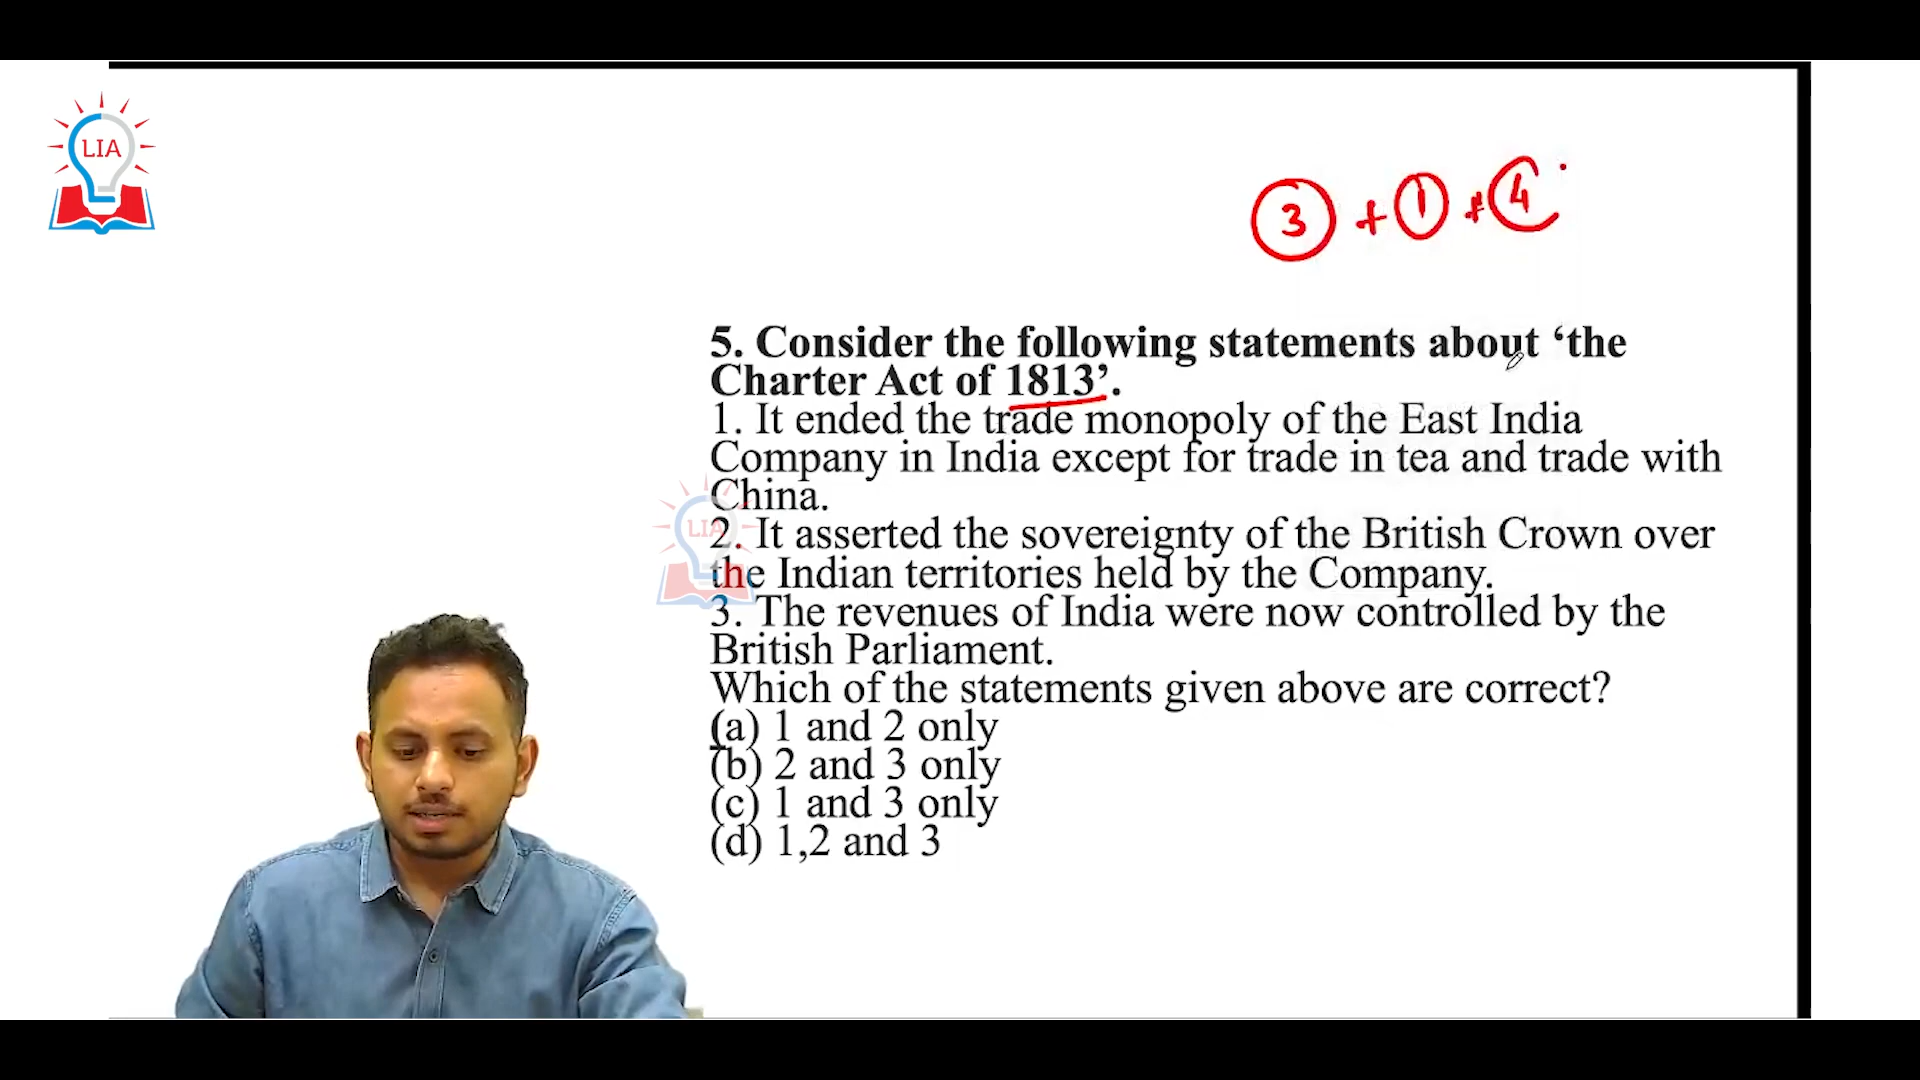 LIA
3 + 1 + 4
5. Consider the following statements about ‘the
Charter Act of 1813’.
1. It ended the trade monopoly of the East India
Company in India except for trade in tea and trade with
China.
LIA
2. It asserted the sovereignty of the British Crown over
the Indian territories held by the Company.
3. The revenues of India were now controlled by the
British Parliament.
Which of the statements given above are correct?
(a) 1 and 2 only
(b) 2 and 3 only
(c) 1 and 3 only
(d) 1,2 and 3